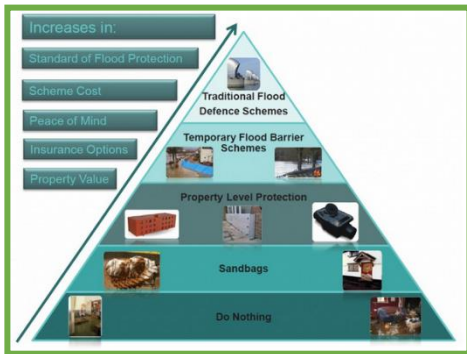 Increases in:
Standard of Flood Protection
Scheme Cost
Peace of Mind
Insurance Options
Property Value
Traditional Flood
Defence Schemes
Temporary Flood Barrier
Schemes
Property Level Protection
Sandbags
Do Nothing